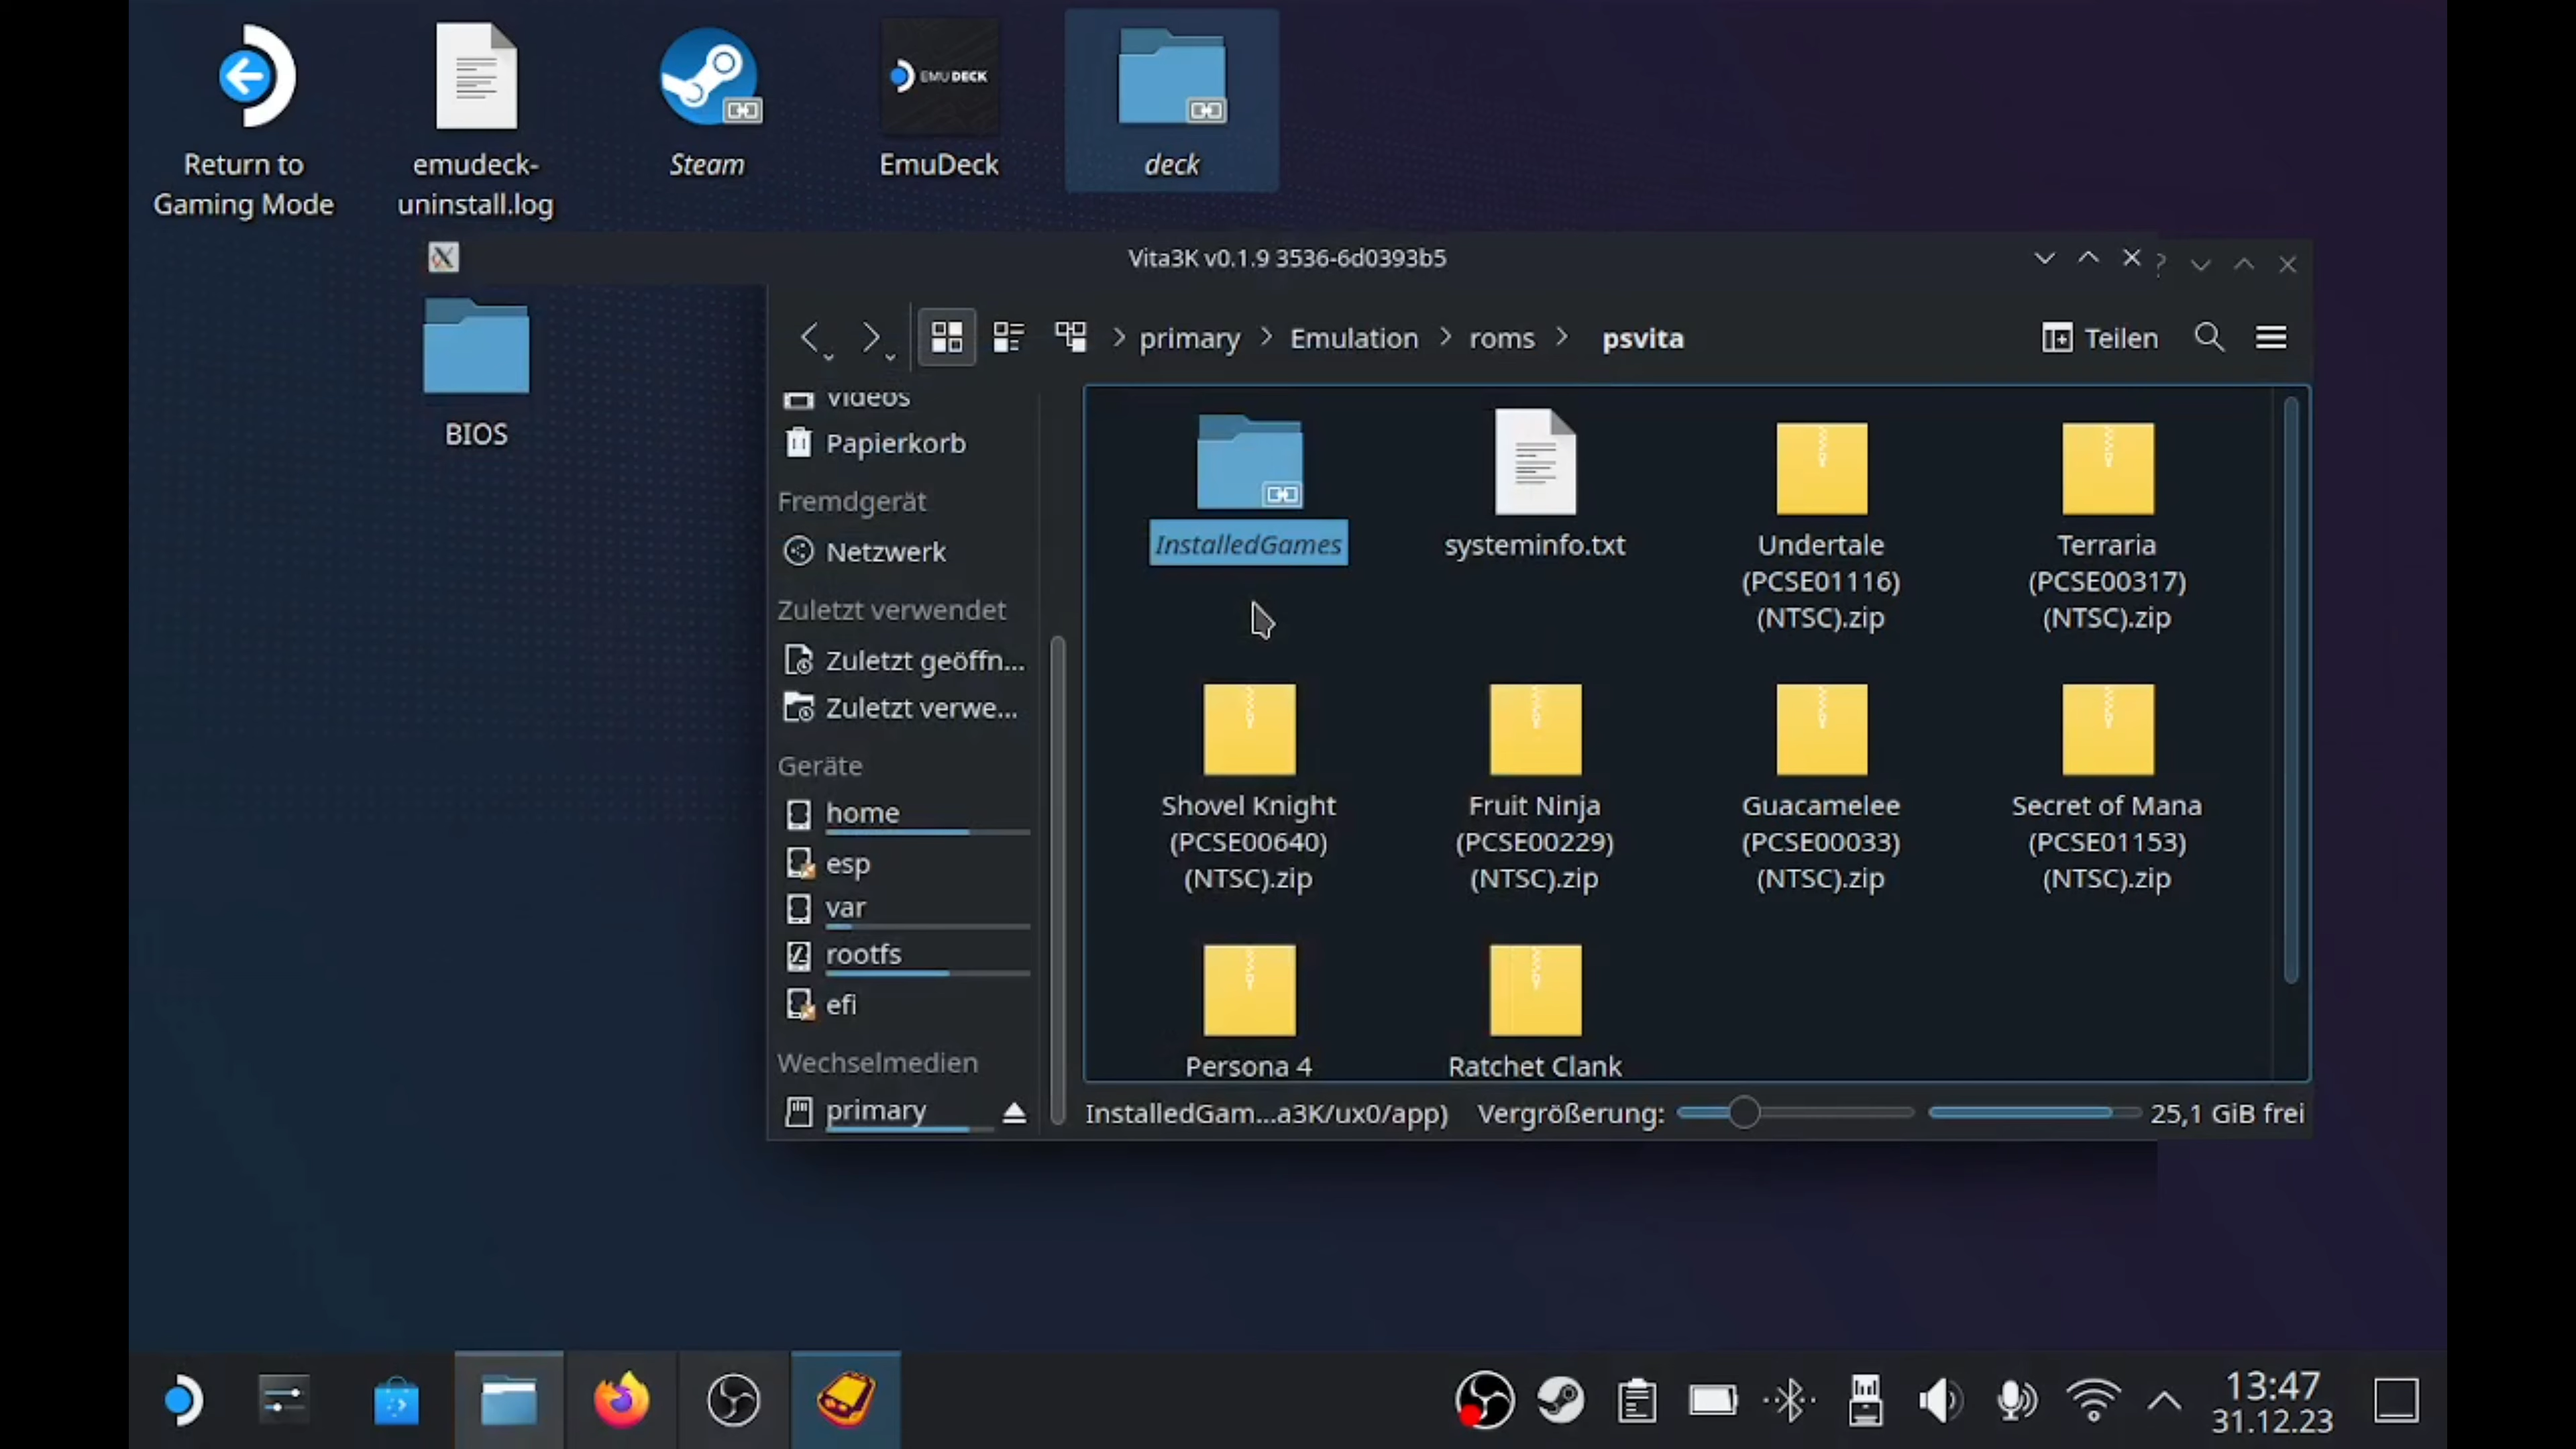 Return to
Gaming Mode
emudeck-
uninstall.log
Steam
EMUDECK
EmuDeck
deck
BIOS
Vita3K v0.1.9 3536-6d0393b5
?
primary
Emulation
roms
psvita
Teilen
Videos
Papierkorb
Fremdgerät
Netzwerk
Zuletzt verwendet
Zuletzt geöffn...
Zuletzt verwe...
Geräte
home
esp
var
rootfs
efi
Wechselmedien
primary
InstalledGames
systeminfo.txt
Undertale
(PCSE01116)
(NTSC).zip
Terraria
(PCSE00317)
(NTSC).zip
Shovel Knight
(PCSE00640)
(NTSC).zip
Fruit Ninja
(PCSE00229)
(NTSC).zip
Guacamelee
(PCSE00033)
(NTSC).zip
Secret of Mana
(PCSE01153)
(NTSC).zip
Persona 4
Ratchet Clank
InstalledGam...a3K/ux0/app)
Vergrößerung:
25,1 GiB frei
13:47
31.12.23